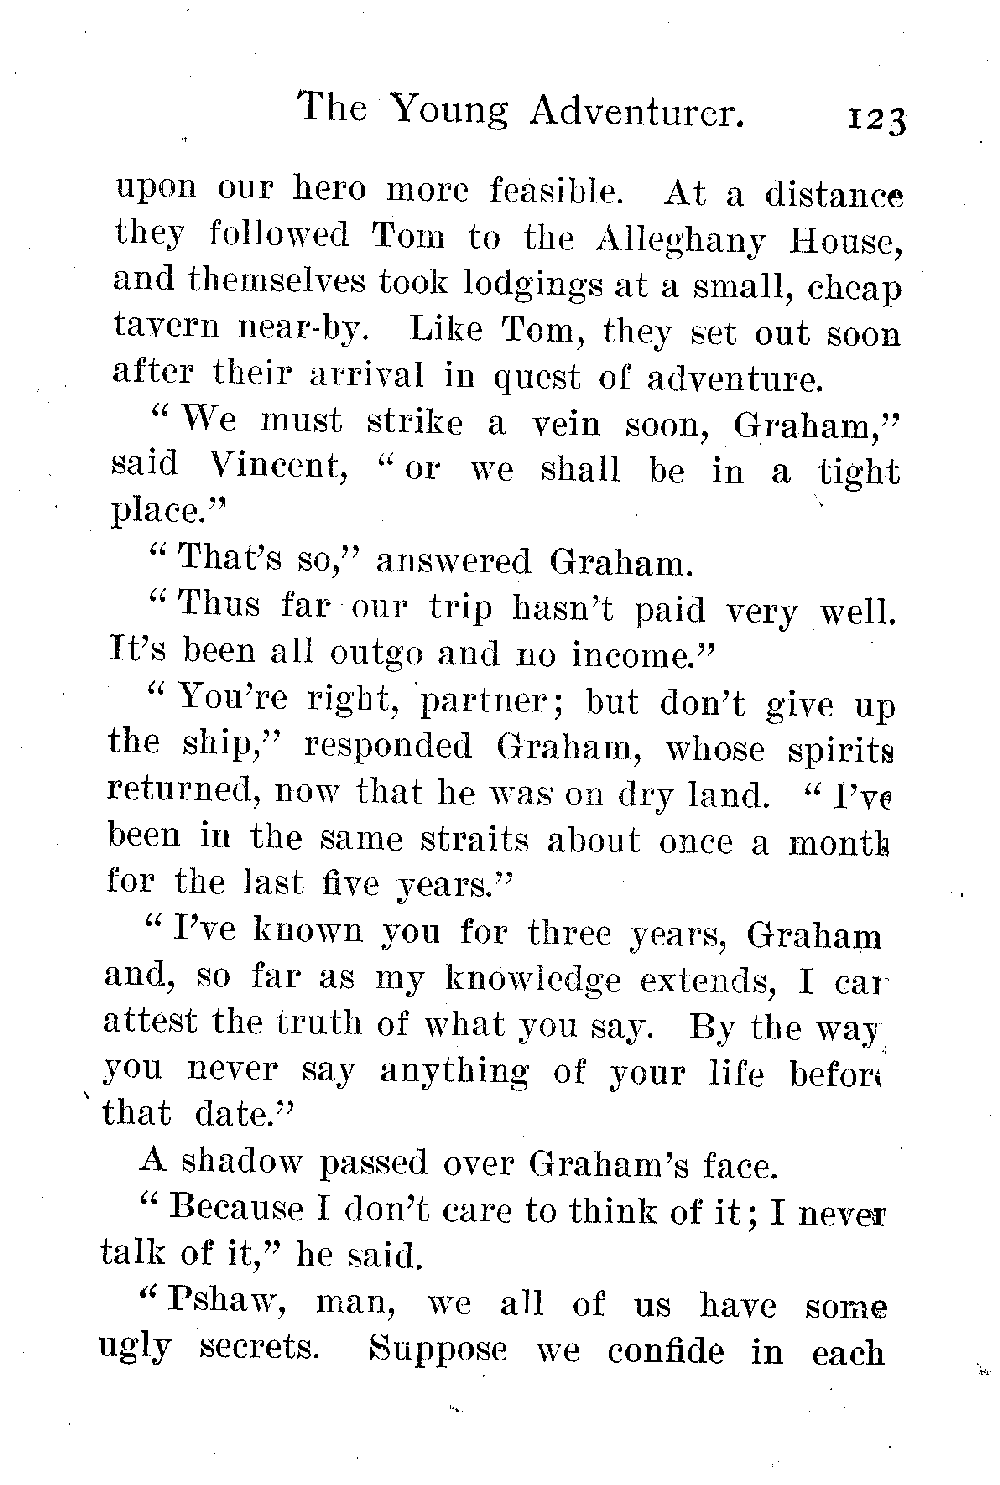 The Young Adventurer. 123
upon our hero more feasible. At a distance
they followed Tom to the Alleghany House,
and themselves took lodgings at a small, cheap
tavern near-by. Like Tom, they set out soon
after their arrival in quest of adventure.
“ We must strike a vein soon, Graham,”
said Vincent, “ or we shall be in a tight
place.”
“ That’s so,” answered Graham.
“ Thus far our trip hasn’t paid very well.
It’s been all outgo and no income.”
“ You’re right, partner; but don’t give up
the ship,” responded Graham, whose spirits
returned, now that he was on dry land. “ I’ve
been in the same straits about once a month
for the last five years.”
“ I’ve known you for three years, Graham
and, so far as my knowledge extends, I car
attest the truth of what you say. By the way
you never say anything of your life before
that date.”
A shadow passed over Graham’s face.
“ Because I don’t care to think of it; I never
talk of it,” he said.
“ Pshaw, man, we all of us have some
ugly secrets. Suppose we confide in each